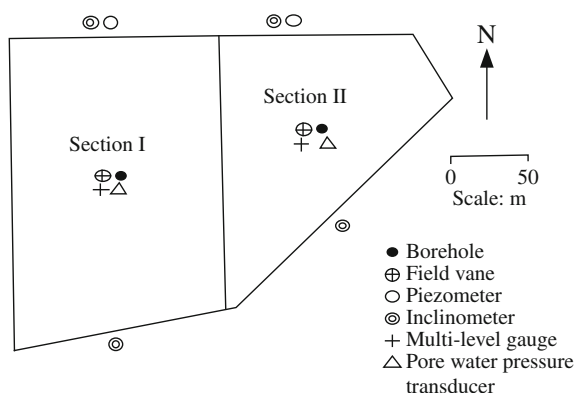 N
Section II
Section I
0 50
Scale: m
Borehole
Field vane
Piezometer
Inclinometer
Multi-level gauge
Pore water pressure
transducer